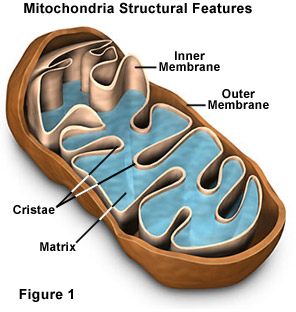 Mitochondria Structural Features
Inner
Membrane
Outer
Membrane
Cristae
Matrix
Figure 1